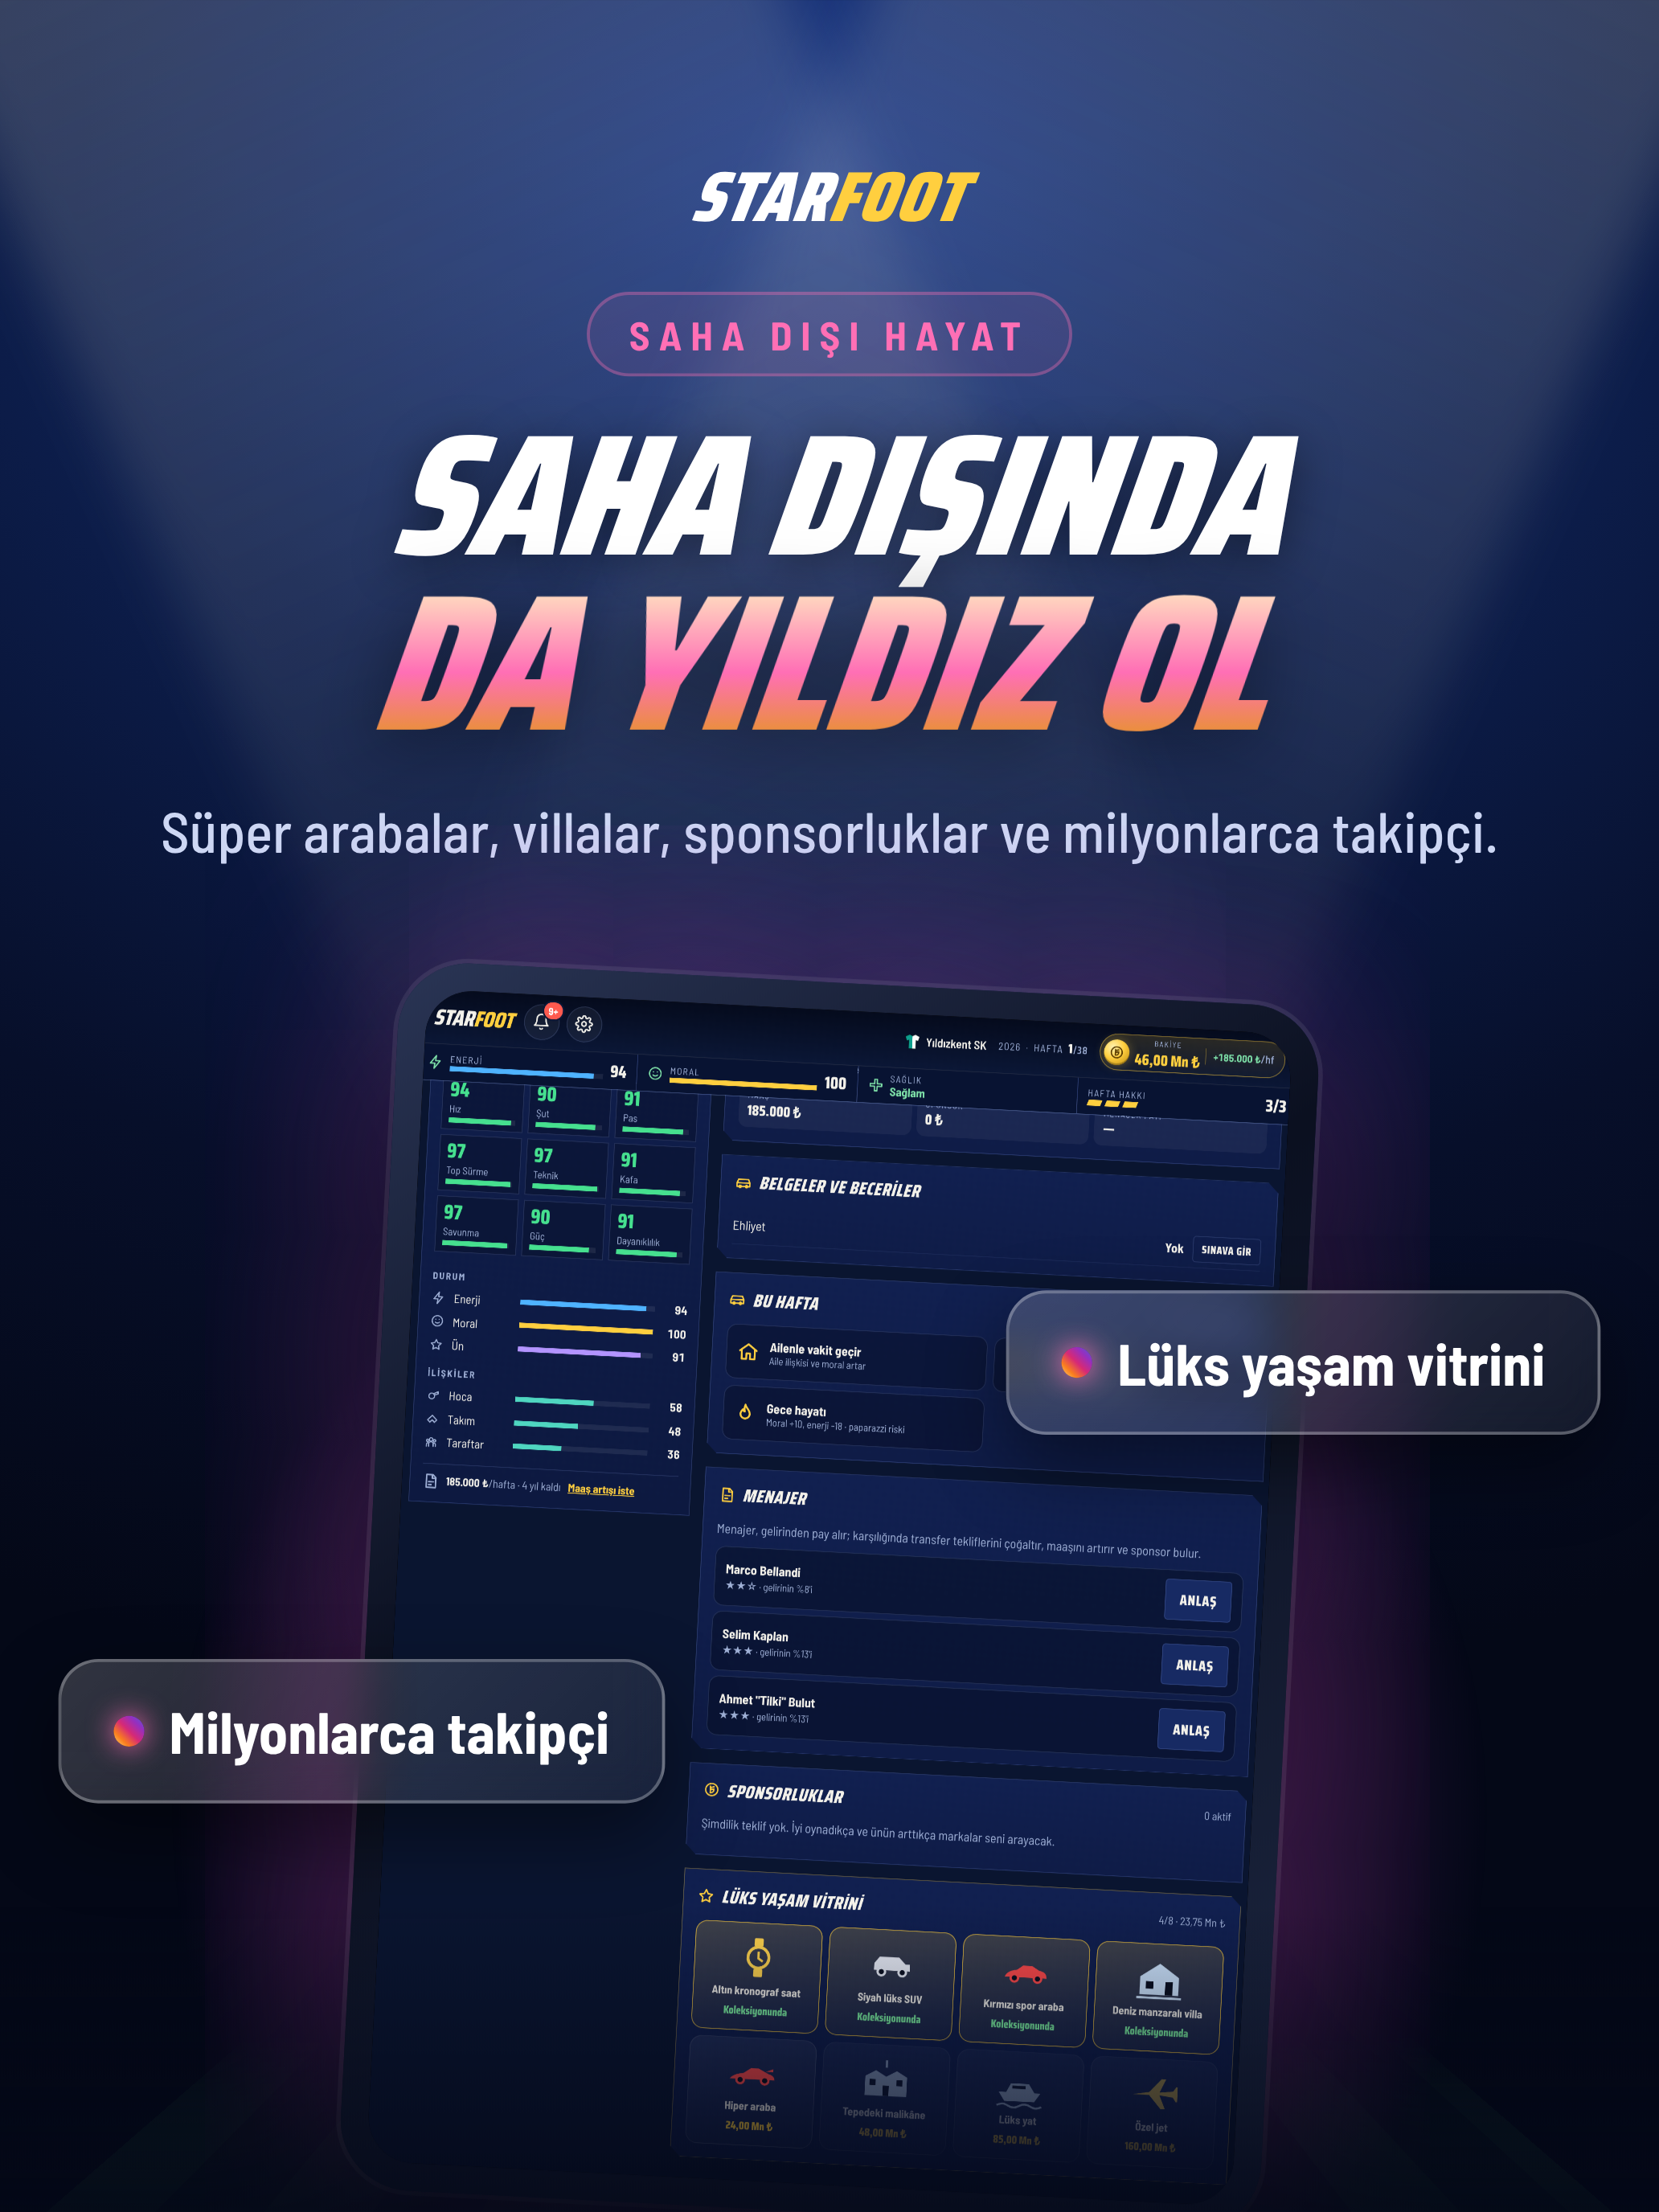 STARFOOT
SAHA DIŞI HAYAT
SAHA DIŞINDA
DA YILDIZ OL
Süper arabalar, villalar, sponsorluklar ve milyonlarca takipçi.
STARFOOT
9+
Yıldızkent SK
2026 · HAFTA 1/38
BAKİYE
46,00 Mn ₺
+185.000 ₺/hf
ENERJİ
94
MORAL
100
SAĞLIK
Sağlam
HAFTA HAKKI
3/3
94
Hız
90
Şut
91
Pas
97
Top Sürme
97
Teknik
91
Kafa
97
Savunma
90
Güç
91
Dayanıklılık
DURUM
Enerji 94
Moral 100
Ün 91
İLİŞKİLER
Hoca 58
Takım 48
Taraftar 36
185.000 ₺/hafta · 4 yıl kaldı Maaş artışı iste
185.000 ₺
0 ₺
—
BELGELER VE BECERİLER
Ehliyet
Yok
SINAVA GİR
BU HAFTA
Ailenle vakit geçir
Aile ilişkisi ve moral artar
Gece hayatı
Moral +10, enerji -18 · paparazzi riski
Lüks yaşam vitrini
MENAJER
Menajer, gelirinden pay alır; karşılığında transfer tekliflerini çoğaltır, maaşını artırır ve sponsor bulur.
Marco Bellandi
★★☆ · gelirinin %8'i
ANLAŞ
Selim Kaplan
★★★ · gelirinin %13'i
ANLAŞ
Ahmet "Tilki" Bulut
★★★ · gelirinin %13'i
ANLAŞ
Milyonlarca takipçi
SPONSORLUKLAR
0 aktif
Şimdilik teklif yok. İyi oynadıkça ve ünün arttıkça markalar seni arayacak.
LÜKS YAŞAM VİTRİNİ
4/8 · 23,75 Mn ₺
Altın kronograf saat
Koleksiyonunda
Siyah lüks SUV
Koleksiyonunda
Kırmızı spor araba
Koleksiyonunda
Deniz manzaralı villa
Koleksiyonunda
Hiper araba
24,00 Mn ₺
Tepedeki malikâne
48,00 Mn ₺
Lüks yat
85,00 Mn ₺
Özel jet
160,00 Mn ₺